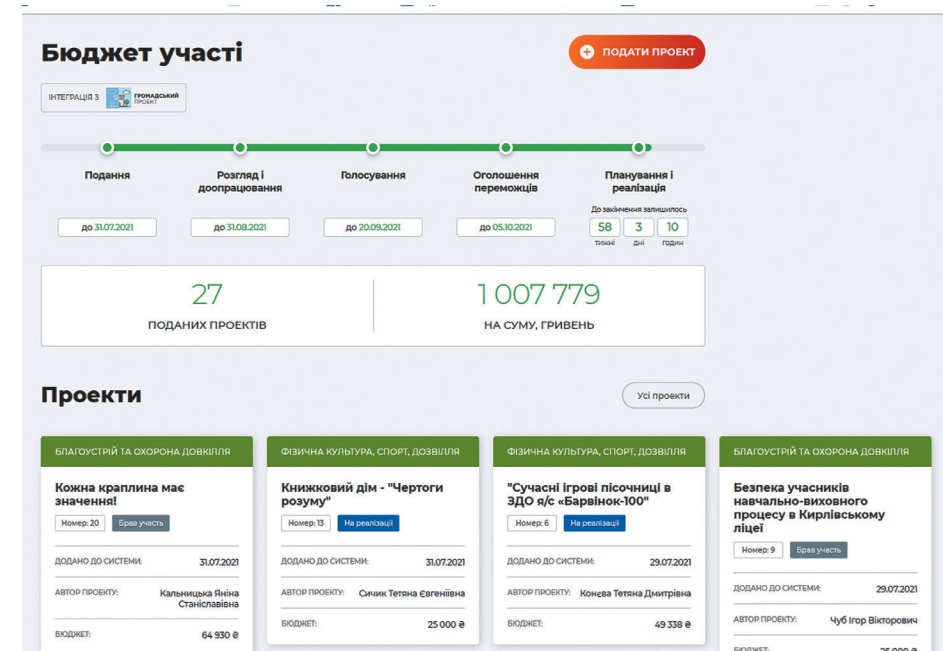 Бюджет участі
ПОДАТИ ПРОЕКТ
ІНТЕГРАЦІЯ З
ГРОМАДСЬКИЙ
ПРОЕКТ
Подання
Розгляд і
доопрацювання
Голосування
Оголошення
переможців
Планування і
реалізація
до 31.07.2021
до 31.08.2021
до 20.09.2021
до 05.10.2021
До закінчення залишилось
58 3 10
тижні дні годин
27
ПОДАНИХ ПРОЕКТІВ
1 007 779
НА СУМУ, ГРИВЕНЬ
Проекти
Усі проекти
БЛАГОУСТРІЙ ТА ОХОРОНА ДОВКІЛЛЯ
Кожна краплина має
значення!
Номер: 20 Брав участь
ДОДАНО ДО СИСТЕМИ: 31.07.2021
АВТОР ПРОЕКТУ: Кальницька Яніна
Станіславівна
БЮДЖЕТ: 64 930 ₴
ФІЗИЧНА КУЛЬТУРА, СПОРТ, ДОЗВІЛЛЯ
Книжковий дім - "Чертоги
розуму"
Номер: 13 На реалізації
ДОДАНО ДО СИСТЕМИ: 31.07.2021
АВТОР ПРОЕКТУ: Сичик Тетяна Євгеніївна
БЮДЖЕТ: 25 000 ₴
ФІЗИЧНА КУЛЬТУРА, СПОРТ, ДОЗВІЛЛЯ
"Сучасні ігрові пісочниці в
ЗДО я/с «Барвінок-100"
Номер: 6 На реалізації
ДОДАНО ДО СИСТЕМИ: 29.07.2021
АВТОР ПРОЕКТУ: Конєва Тетяна Дмитрівна
БЮДЖЕТ: 49 338 ₴
БЛАГОУСТРІЙ ТА ОХОРОНА ДОВКІЛЛЯ
Безпека учасників
навчально-виховного
процесу в Кирлівському
ліцеї
Номер: 9 Брав участь
ДОДАНО ДО СИСТЕМИ: 29.07.2021
АВТОР ПРОЕКТУ: Чуб Ігор Вікторович
БЮДЖЕТ: 25 000 ₴